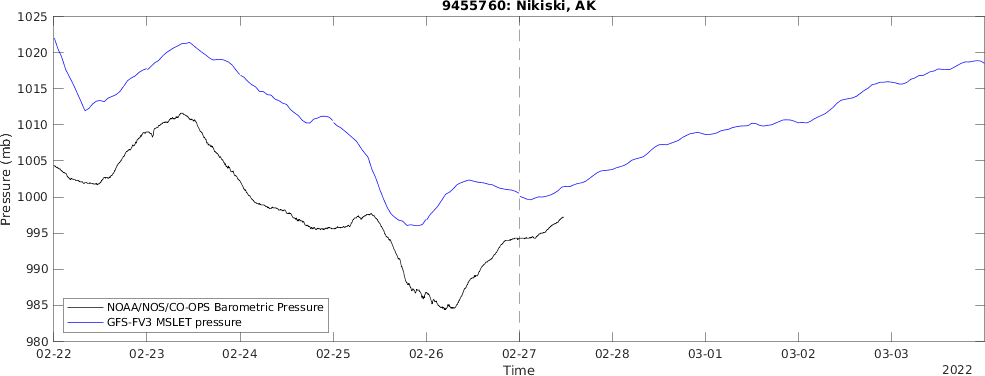 9455760: Nikiski, AK
Pressure (mb)
1025
1020
1015
1010
1005
1000
995
990
985
980
NOAA/NOS/CO-OPS Barometric Pressure
GFS-FV3 MSLET pressure
02-22 02-23 02-24 02-25 02-26 02-27 02-28 03-01 03-02 03-03
Time
2022